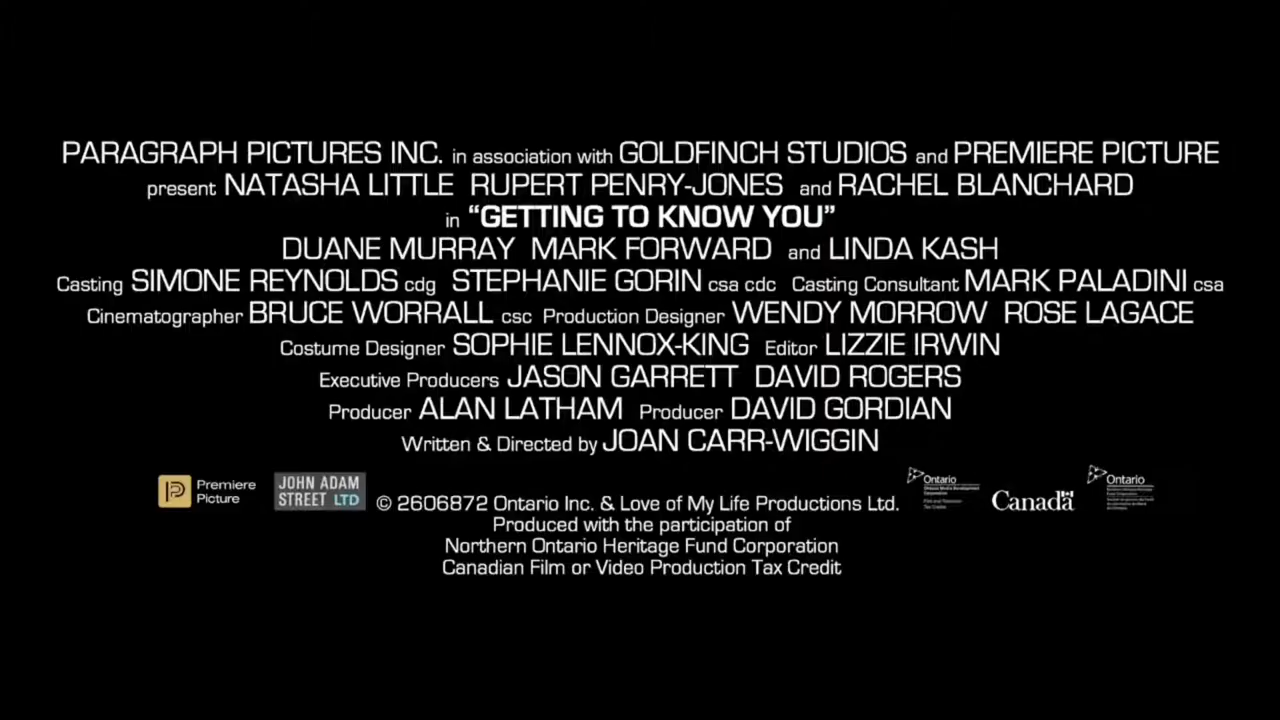 PARAGRAPH PICTURES INC. in association with GOLDFINCH STUDIOS and PREMIERE PICTURE
present NATASHA LITTLE RUPERT PENRY-JONES and RACHEL BLANCHARD
in “GETTING TO KNOW YOU”
DUANE MURRAY MARK FORWARD and LINDA KASH
Casting SIMONE REYNOLDS cdg STEPHANIE GORIN csa cdc Casting Consultant MARK PALADINI csa
Cinematographer BRUCE WORRALL csc Production Designer WENDY MORROW ROSE LAGACE
Costume Designer SOPHIE LENNOX-KING Editor LIZZIE IRWIN
Executive Producers JASON GARRETT DAVID ROGERS
Producer ALAN LATHAM Producer DAVID GORDIAN
Written & Directed by JOAN CARR-WIGGIN
Premiere
Picture
JOHN ADAM
STREET LTD
© 2606872 Ontario Inc. & Love of My Life Productions Ltd.
Produced with the participation of
Northern Ontario Heritage Fund Corporation
Canadian Film or Video Production Tax Credit
Ontario
Canada
Ontario